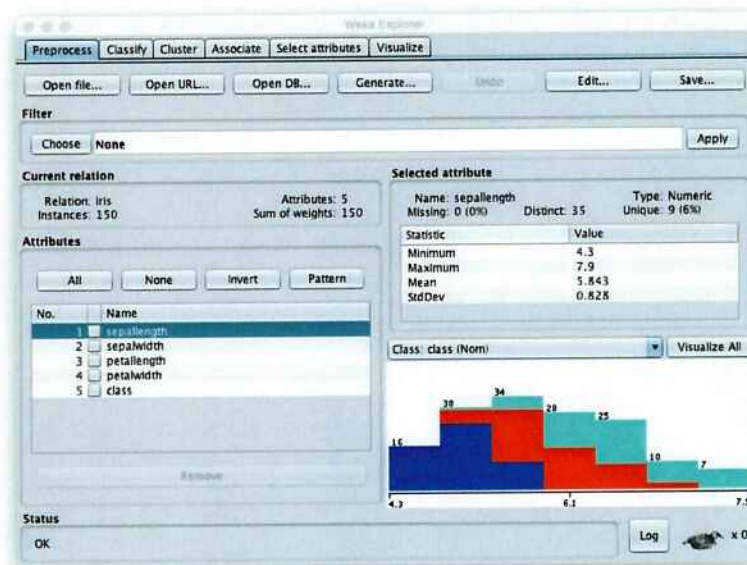 Weka Explorer
Preprocess Classify Cluster Associate Select attributes Visualize
Open file... Open URL... Open DB... Generate... Undo Edit... Save...
Filter
Choose None Apply
Current relation
Relation: iris Attributes: 5
Instances: 150 Sum of weights: 150
Selected attribute
Name: sepallength Type: Numeric
Missing: 0 (0%) Distinct: 35 Unique: 9 (6%)
Statistic Value
Minimum 4.3
Maximum 7.9
Mean 5.843
StdDev 0.828
Attributes
All None Invert Pattern
No. Name
1 sepallength
2 sepalwidth
3 petallength
4 petalwidth
5 class
Remove
Class: class (Nom) Visualize All
16 30 34 28 25 10 7
4.3 6.1
Status
OK
Log x 0